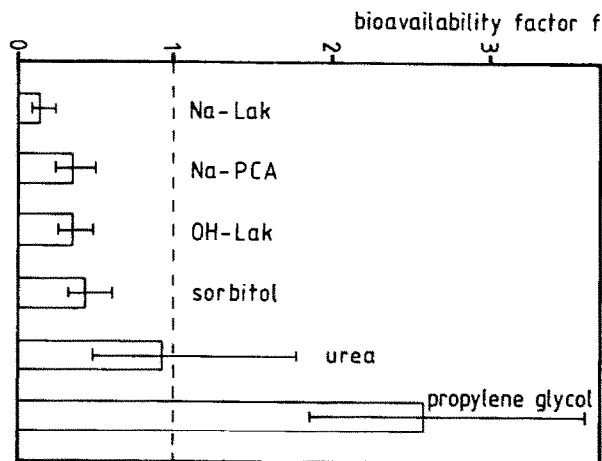 bioavailability factor f
0 1 2 3
Na-Lak
Na-PCA
OH-Lak
sorbitol
urea
propylene glycol